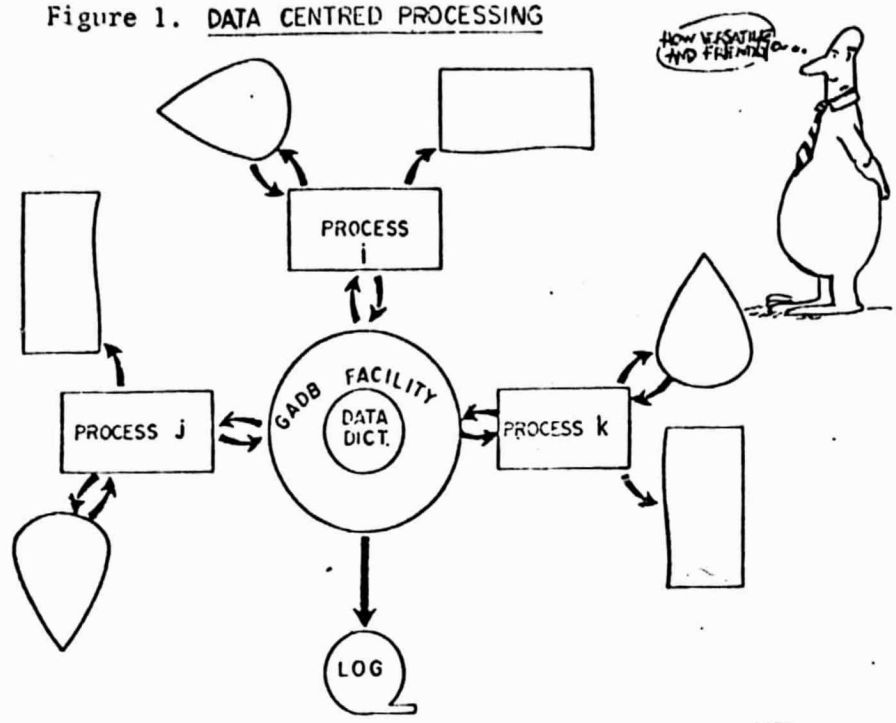 Figure 1. DATA CENTRED PROCESSING
HOW VERSATILE
AND FRIENDLY
PROCESS
i
GADB FACILITY
DATA
DICT.
PROCESS j
PROCESS k
LOG